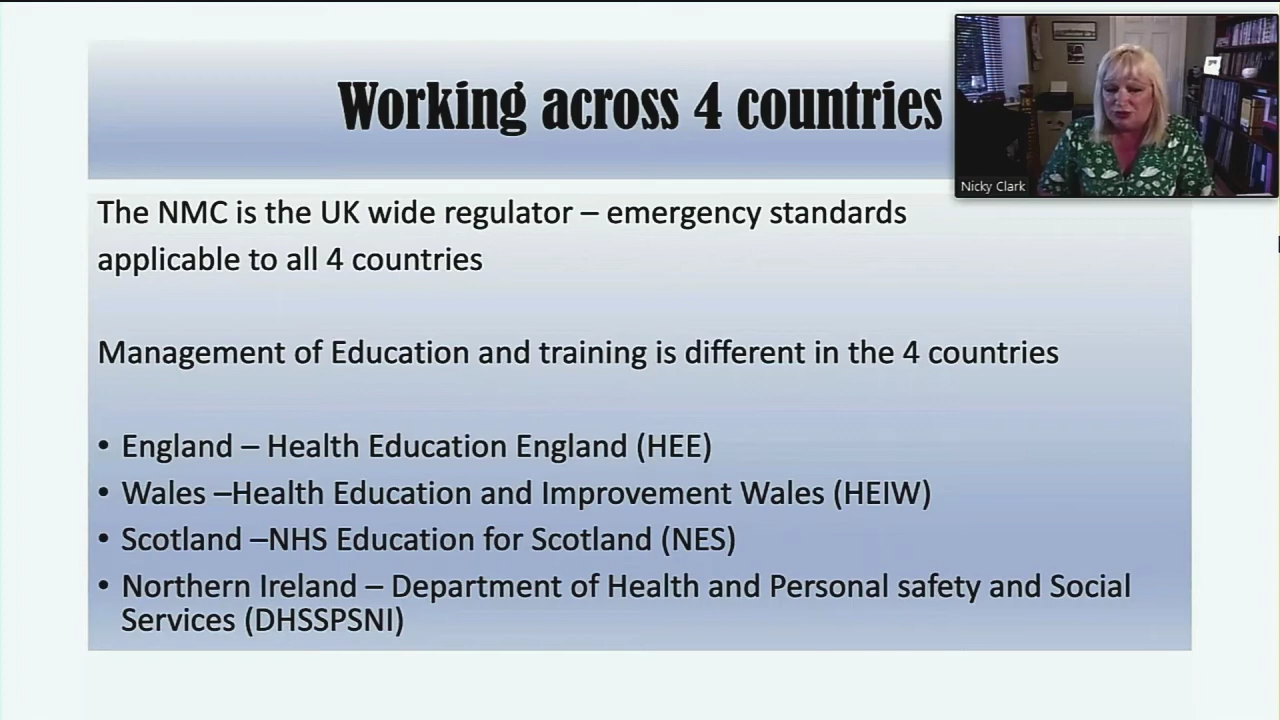 Working across 4 countries
Nicky Clark
The NMC is the UK wide regulator – emergency standards
applicable to all 4 countries
Management of Education and training is different in the 4 countries
• England – Health Education England (HEE)
• Wales –Health Education and Improvement Wales (HEIW)
• Scotland –NHS Education for Scotland (NES)
• Northern Ireland – Department of Health and Personal safety and Social
Services (DHSSPSNI)